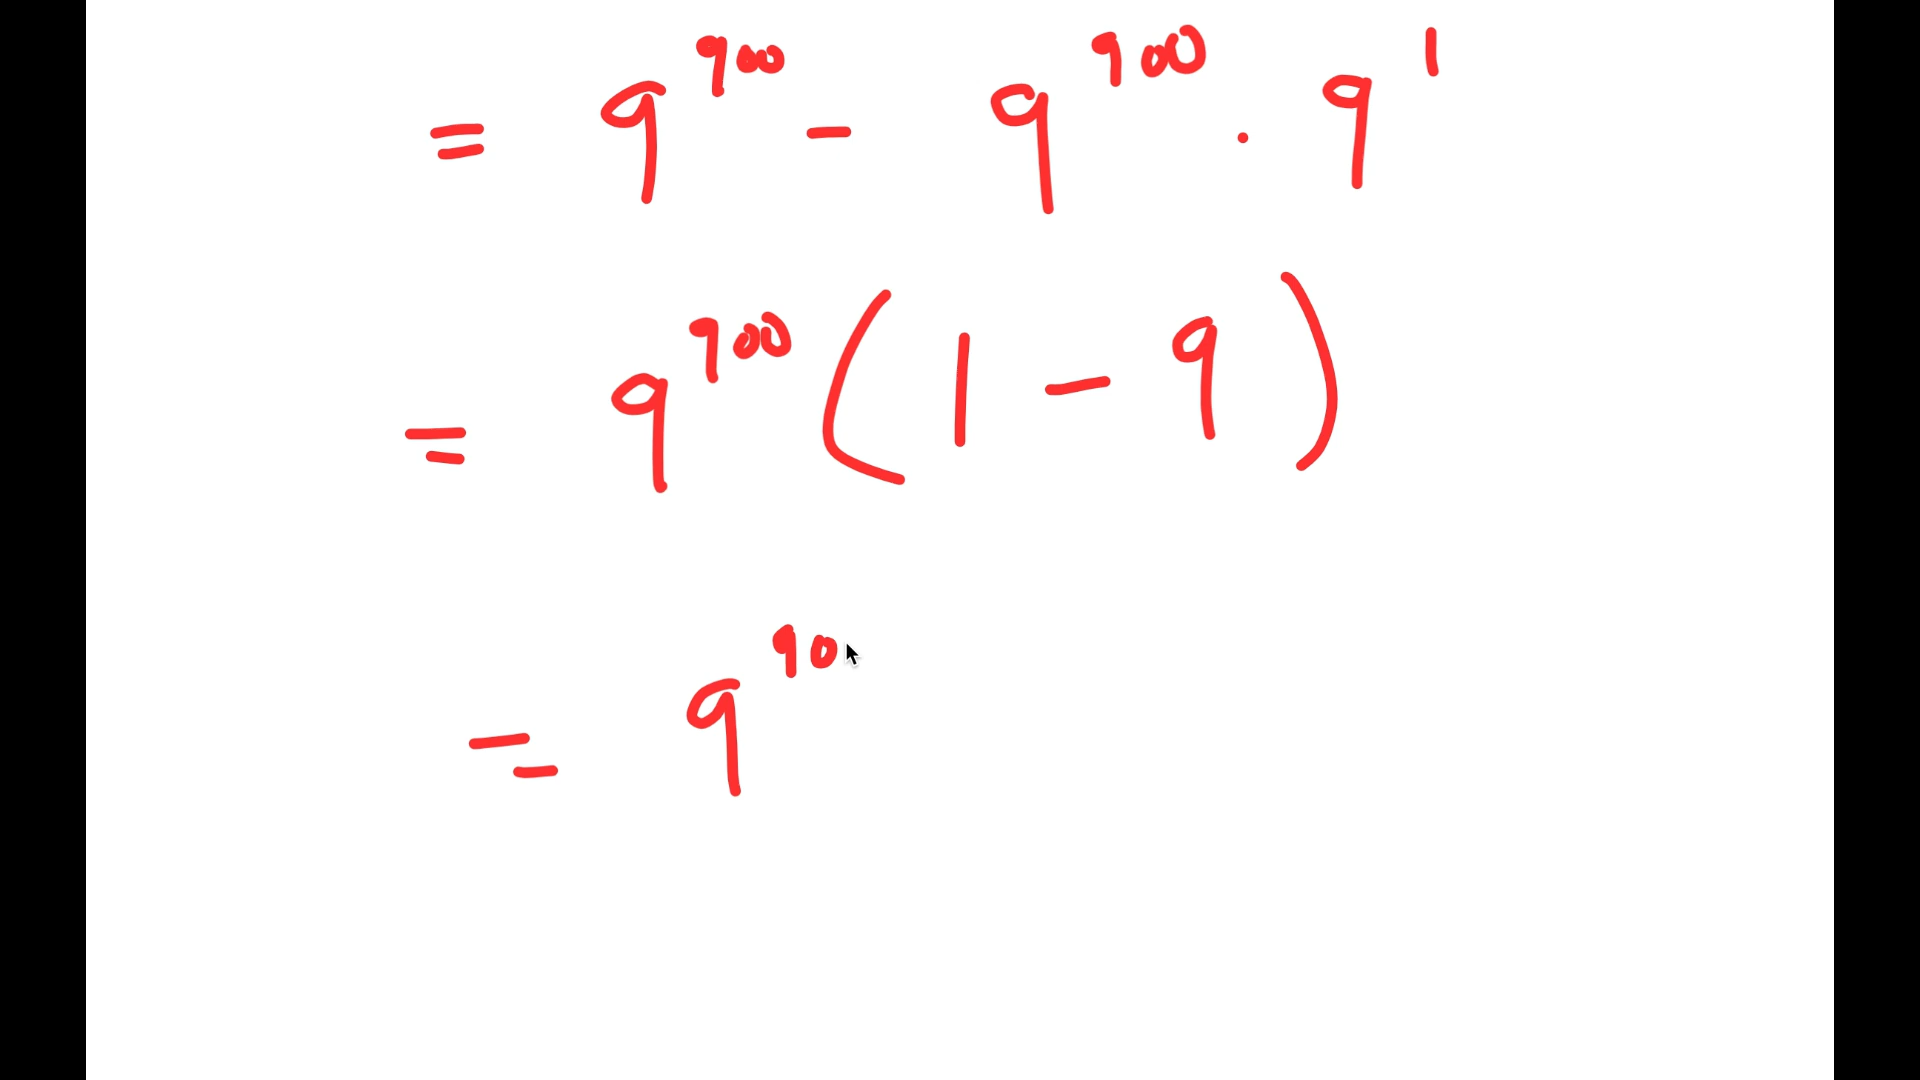 = 9^900 - 9^900 · 9^1
= 9^900 (1 - 9)
= 9^90